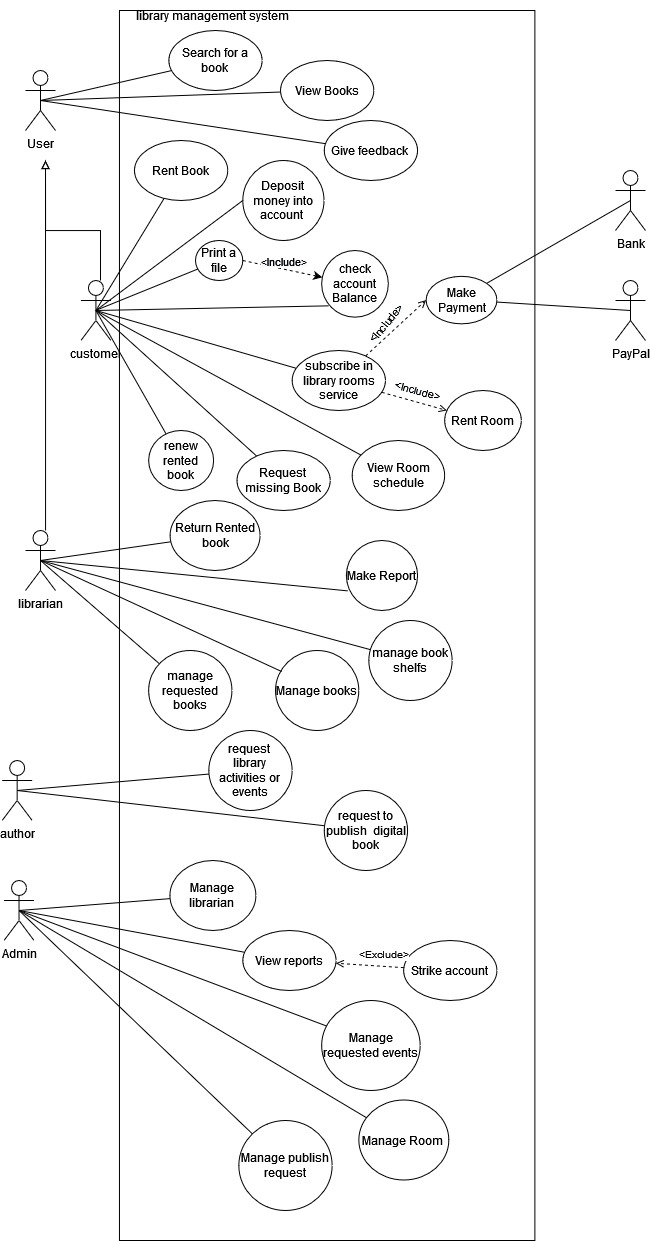 library management system
Search for a
book
View Books
User
Give feedback
Rent Book
Deposit
money into
account
Bank
Print a
file
<Include>
check
account
Balance
Make
Payment
<Include>
custome
PayPal
subscribe in
library rooms
service
<Include>
Rent Room
renew
rented
book
Request
missing Book
View Room
schedule
Return Rented
book
librarian
Make Report
manage book
shelfs
manage
requested
books
Manage books
request
library
activities or
events
author
request to
publish digital
book
Manage
librarian
Admin
View reports
<Exclude>
Strike account
Manage
requested events
Manage Room
Manage publish
request